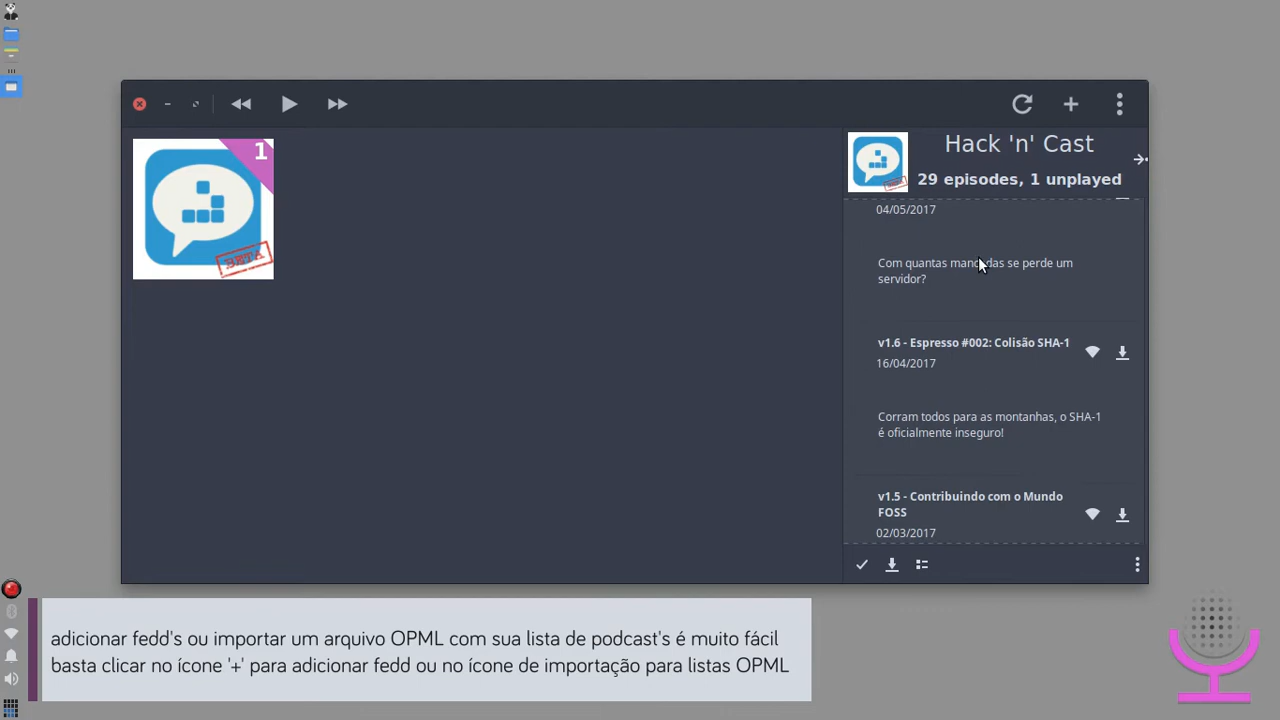 1
BETA
Hack 'n' Cast
29 episodes, 1 unplayed
04/05/2017
Com quantas mancadas se perde um
servidor?
v1.6 - Espresso #002: Colisão SHA-1
16/04/2017
Corram todos para as montanhas, o SHA-1
é oficialmente inseguro!
v1.5 - Contribuindo com o Mundo
FOSS
02/03/2017
adicionar fedd's ou importar um arquivo OPML com sua lista de podcast's é muito fácil
basta clicar no ícone '+' para adicionar fedd ou no ícone de importação para listas OPML